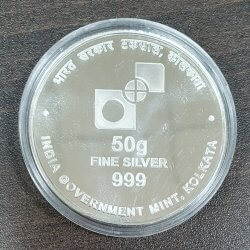 भारत सरकार टकसाल, कोलकाता
50g
FINE SILVER
999
INDIA GOVERNMENT MINT, KOLKATA